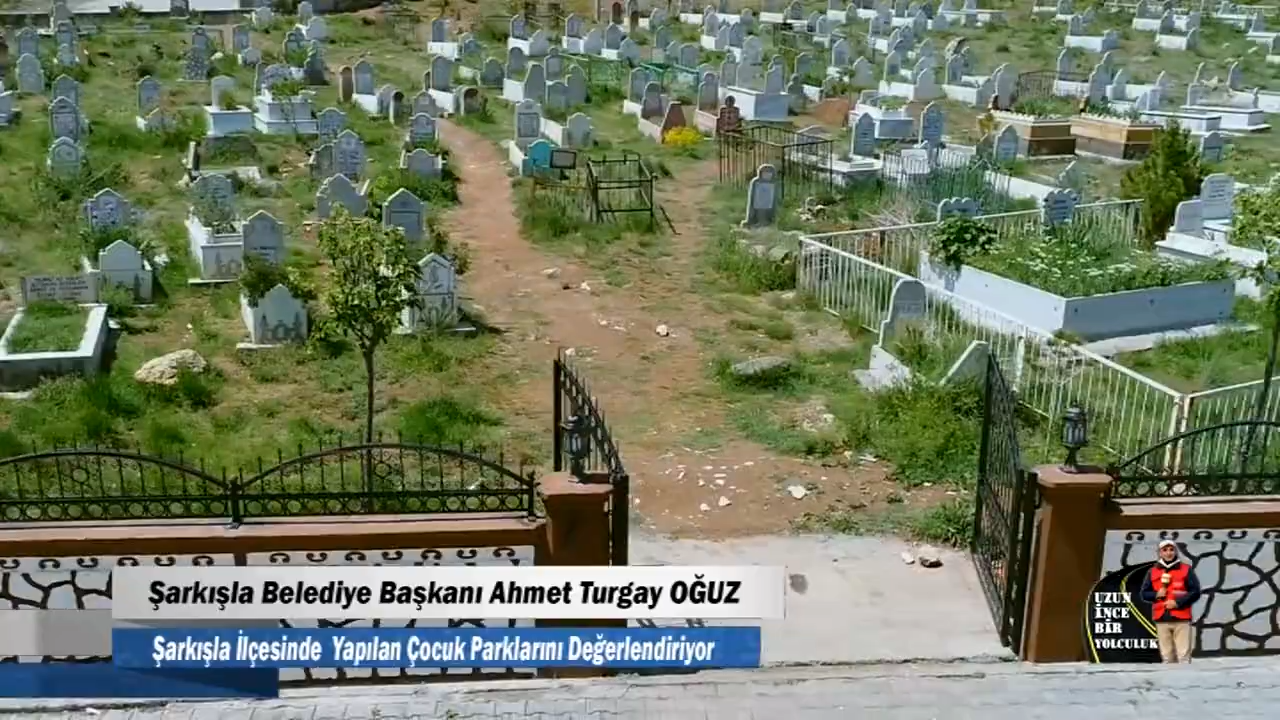 Şarkışla Belediye Başkanı Ahmet Turgay OĞUZ
Şarkışla İlçesinde Yapılan Çocuk Parklarını Değerlendiriyor
UZUN
İNCE
BİR
YOLCULUK